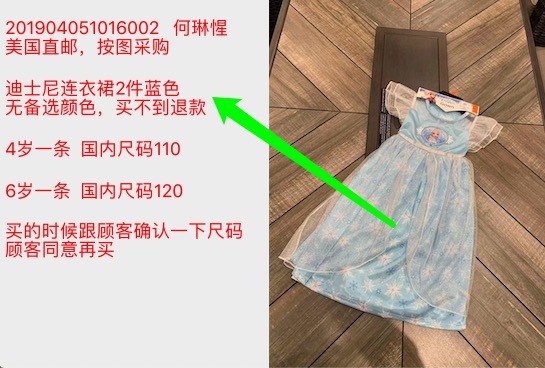 201904051016002 何琳惺
美国直邮，按图采购
迪士尼连衣裙2件蓝色
无备选颜色，买不到退款
4岁一条 国内尺码110
6岁一条 国内尺码120
买的时候跟顾客确认一下尺码
顾客同意再买